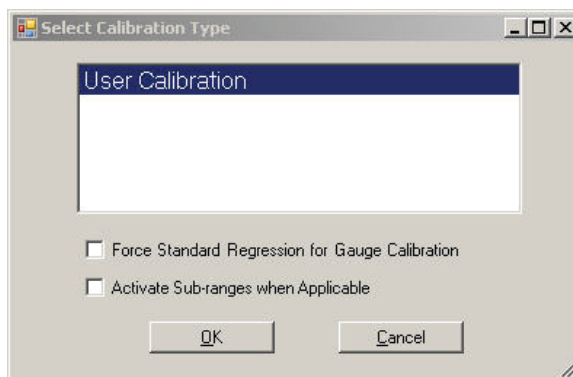 Select Calibration Type
User Calibration
Force Standard Regression for Gauge Calibration
Activate Sub-ranges when Applicable
OK Cancel